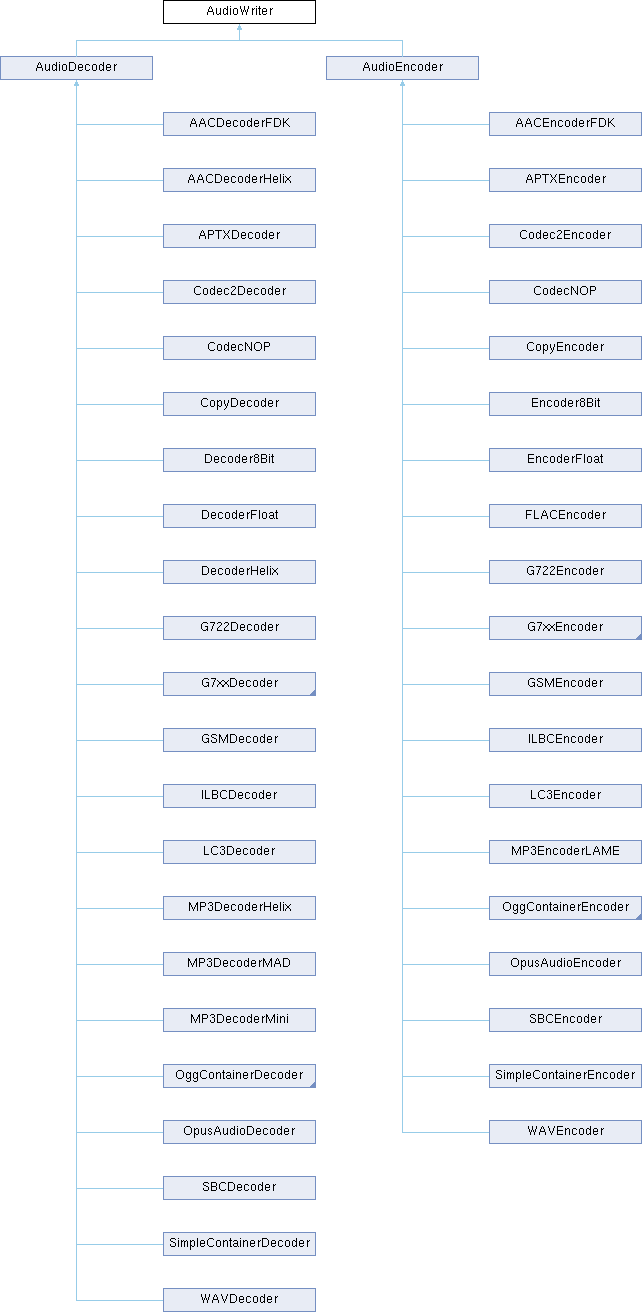 AudioWriter
AudioDecoder
AudioEncoder
AACDecoderFDK
AACEncoderFDK
AACDecoderHelix
APTXEncoder
APTXDecoder
Codec2Encoder
Codec2Decoder
CodecNOP
CodecNOP
CopyEncoder
CopyDecoder
Encoder8Bit
Decoder8Bit
EncoderFloat
DecoderFloat
FLACEncoder
DecoderHelix
G722Encoder
G722Decoder
G7xxEncoder
G7xxDecoder
GSMEncoder
GSMDecoder
ILBCEncoder
ILBCDecoder
LC3Encoder
LC3Decoder
MP3EncoderLAME
MP3DecoderHelix
OggContainerEncoder
MP3DecoderMAD
OpusAudioEncoder
MP3DecoderMini
SBCEncoder
OggContainerDecoder
SimpleContainerEncoder
OpusAudioDecoder
WAVEncoder
SBCDecoder
SimpleContainerDecoder
WAVDecoder